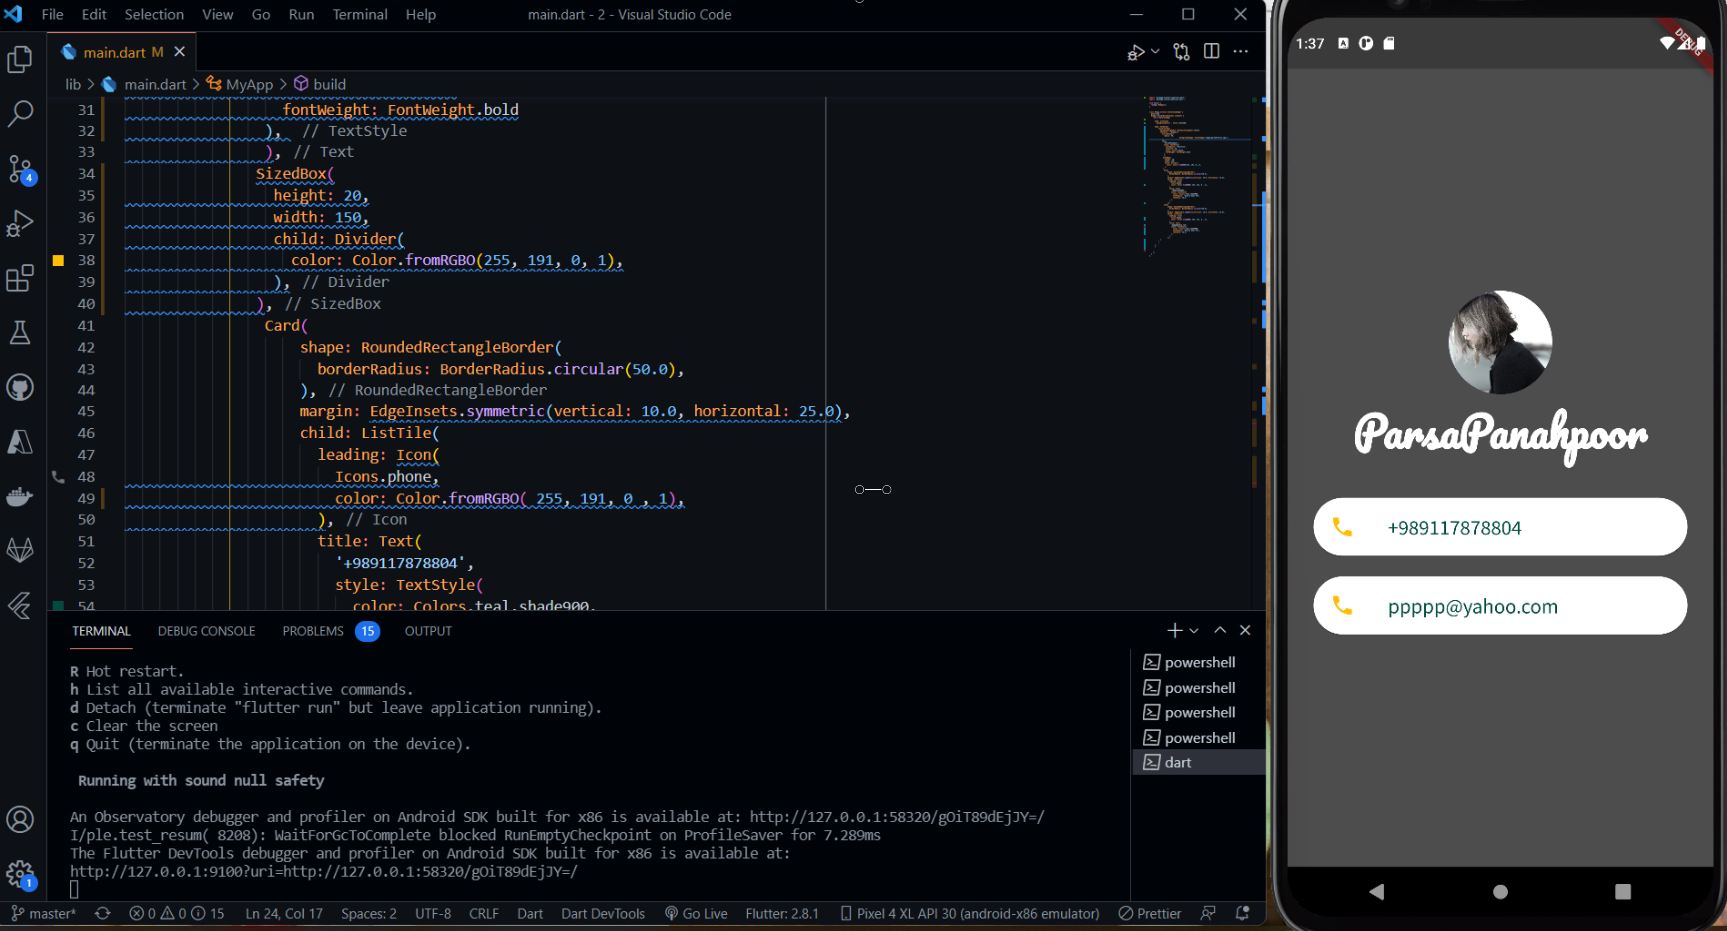 File Edit Selection View Go Run Terminal Help
main.dart - 2 - Visual Studio Code
main.dart M
lib > main.dart > MyApp > build
31 fontWeight: FontWeight.bold
32 ), // TextStyle
33 ), // Text
34 SizedBox(
35 height: 20,
36 width: 150,
37 child: Divider(
38 color: Color.fromRGBO(255, 191, 0, 1),
39 ), // Divider
40 ), // SizedBox
41 Card(
42 shape: RoundedRectangleBorder(
43 borderRadius: BorderRadius.circular(50.0),
44 ), // RoundedRectangleBorder
45 margin: EdgeInsets.symmetric(vertical: 10.0, horizontal: 25.0),
46 child: ListTile(
47 leading: Icon(
48 Icons.phone,
49 color: Color.fromRGBO( 255, 191, 0 , 1),
50 ), // Icon
51 title: Text(
52 '+989117878804',
53 style: TextStyle(
54 color: Colors.teal.shade900,
4
1
TERMINAL DEBUG CONSOLE PROBLEMS 15 OUTPUT
R Hot restart.
h List all available interactive commands.
d Detach (terminate "flutter run" but leave application running).
c Clear the screen
q Quit (terminate the application on the device).
Running with sound null safety
An Observatory debugger and profiler on Android SDK built for x86 is available at: http://127.0.0.1:58320/gOiT89dEjJY=/
I/ple.test_resum( 8208): WaitForGcToComplete blocked RunEmptyCheckpoint on ProfileSaver for 7.289ms
The Flutter DevTools debugger and profiler on Android SDK built for x86 is available at:
http://127.0.0.1:9100?uri=http://127.0.0.1:58320/gOiT89dEjJY=/
powershell
powershell
powershell
powershell
dart
master* 0 0 15 Ln 24, Col 17 Spaces: 2 UTF-8 CRLF Dart Dart DevTools Go Live Flutter: 2.8.1 Pixel 4 XL API 30 (android-x86 emulator) Prettier
1:37
DEBUG
ParsaPanahpoor
+989117878804
ppppp@yahoo.com